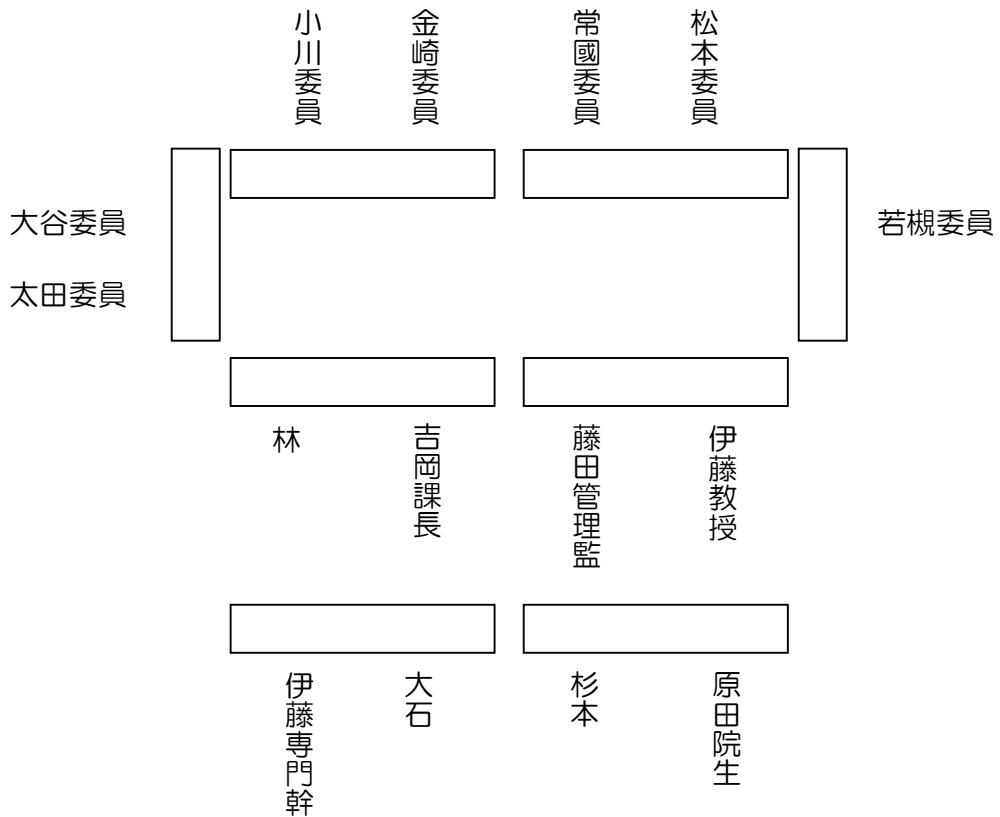 小川委員
金崎委員
常國委員
松本委員
大谷委員
太田委員
若槻委員
林
吉岡課長
藤田管理監
伊藤教授
伊藤専門幹
大石
杉本
原田院生